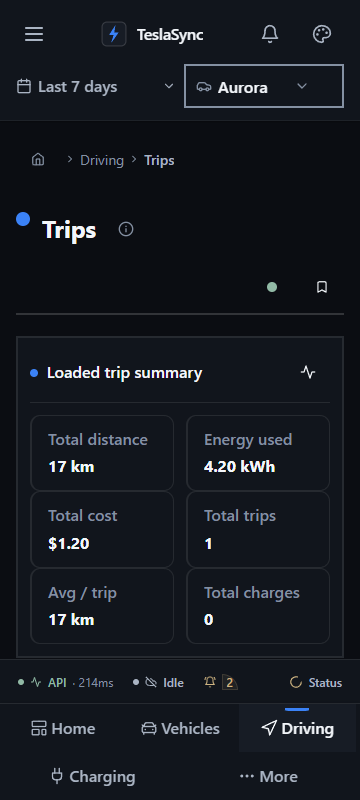 TeslaSync
Last 7 days Aurora
Driving Trips
Trips
Loaded trip summary
Total distance Energy used
17 km 4.20 kWh
Total cost Total trips
$1.20 1
Avg / trip Total charges
17 km 0
API · 214ms Idle 2 Status
Home Vehicles Driving
Charging More